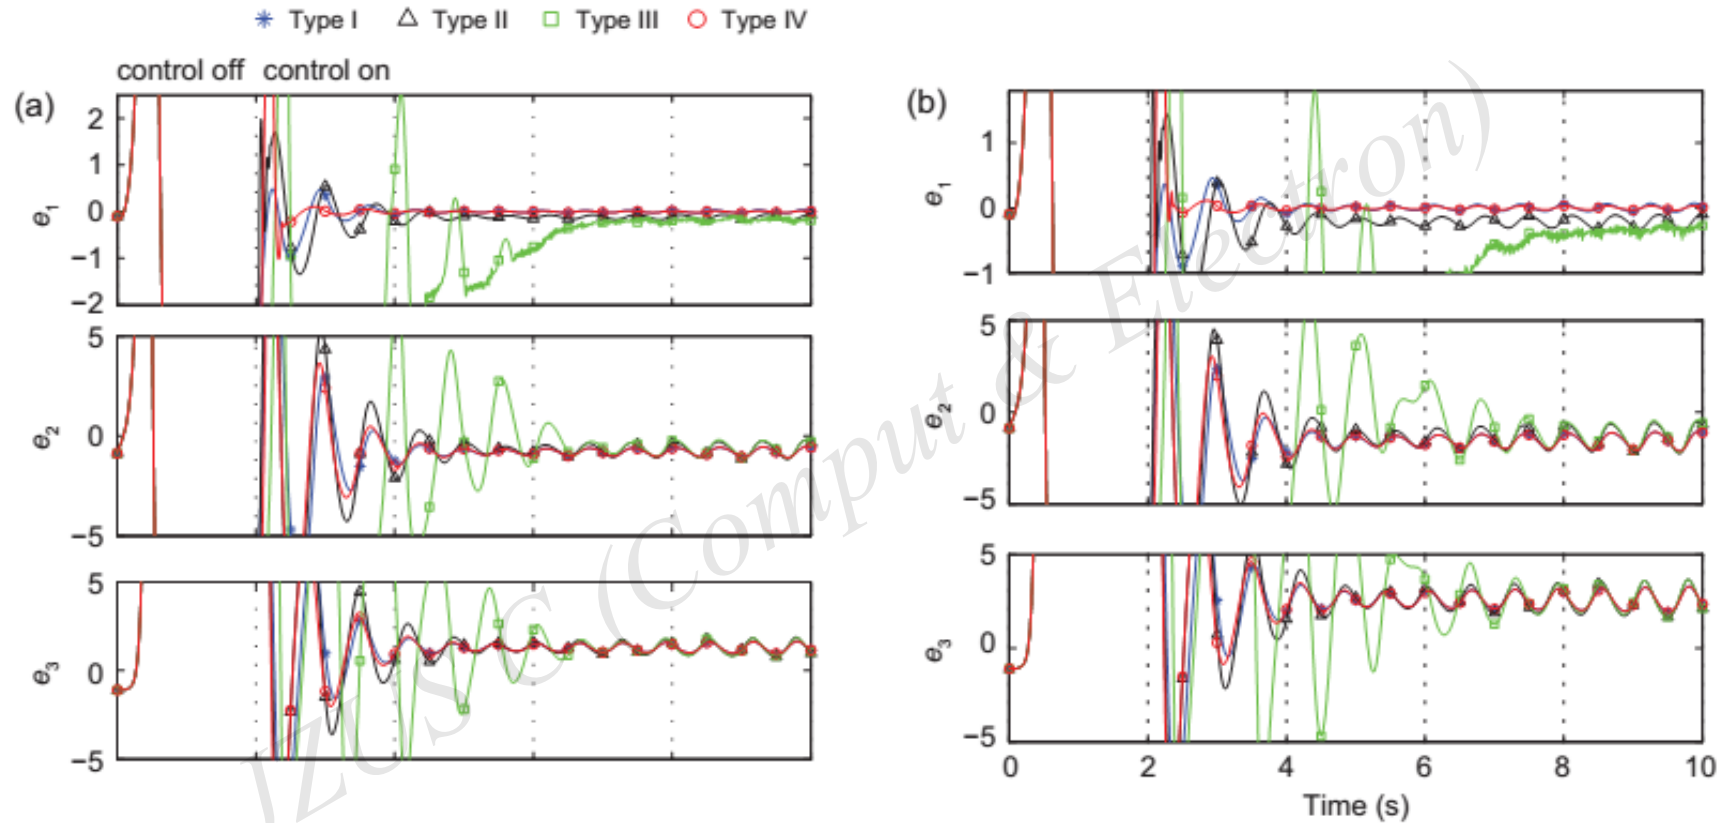 Type I Type II Type III Type IV
control off control on
(a)
e1
2
1
0
−1
−2
e2
5
0
−5
e3
5
0
−5
(b)
e1
1
0
−1
e2
5
0
−5
e3
5
0
−5
0 2 4 6 8 10
Time (s)
JZUS C (Comput & Electron)